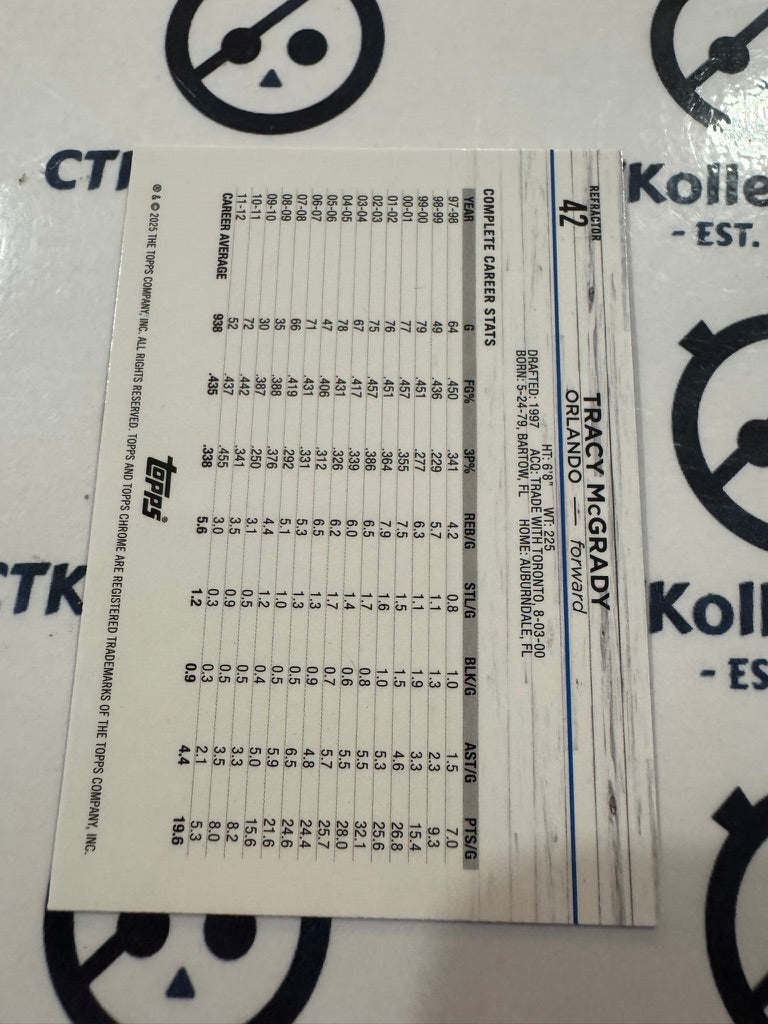 REFRACTOR
42
TRACY McGRADY
ORLANDO — forward
HT: 6'8" WT: 225
DRAFTED: 1997 ACQ: TRADE WITH TORONTO, 8-03-00
BORN: 5-24-79, BARTOW, FL HOME: AUBURNDALE, FL
COMPLETE CAREER STATS
YEAR G FG% 3P% REB/G STL/G BLK/G AST/G PTS/G
97-98 64 .450 .341 4.2 0.8 1.0 1.5 7.0
98-99 49 .436 .229 5.7 1.1 1.3 2.3 9.3
99-00 79 .451 .277 6.3 1.1 1.9 3.3 15.4
00-01 77 .457 .355 7.5 1.5 1.5 4.6 26.8
01-02 76 .451 .364 7.9 1.6 1.0 5.3 25.6
02-03 75 .457 .386 6.5 1.7 0.8 5.5 32.1
03-04 67 .417 .339 6.0 1.4 0.6 5.5 28.0
04-05 78 .431 .326 6.2 1.7 0.7 5.7 25.7
05-06 47 .406 .312 6.5 1.3 0.9 4.8 24.4
06-07 71 .431 .331 5.3 1.3 0.5 6.5 24.6
07-08 66 .419 .292 5.1 1.0 0.5 5.9 21.6
08-09 35 .388 .376 4.4 1.2 0.4 5.0 15.6
09-10 30 .387 .250 3.1 0.5 0.5 3.3 8.2
10-11 72 .442 .341 3.5 0.9 0.5 3.5 8.0
11-12 52 .437 .455 3.0 0.3 0.3 2.1 5.3
CAREER AVERAGE 938 .435 .338 5.6 1.2 0.9 4.4 19.6
topps®
® & © 2025 THE TOPPS COMPANY, INC. ALL RIGHTS RESERVED. TOPPS AND TOPPS CHROME ARE REGISTERED TRADEMARKS OF THE TOPPS COMPANY, INC.
CTK
Kolle
- EST.
CTK
Koll
- ES